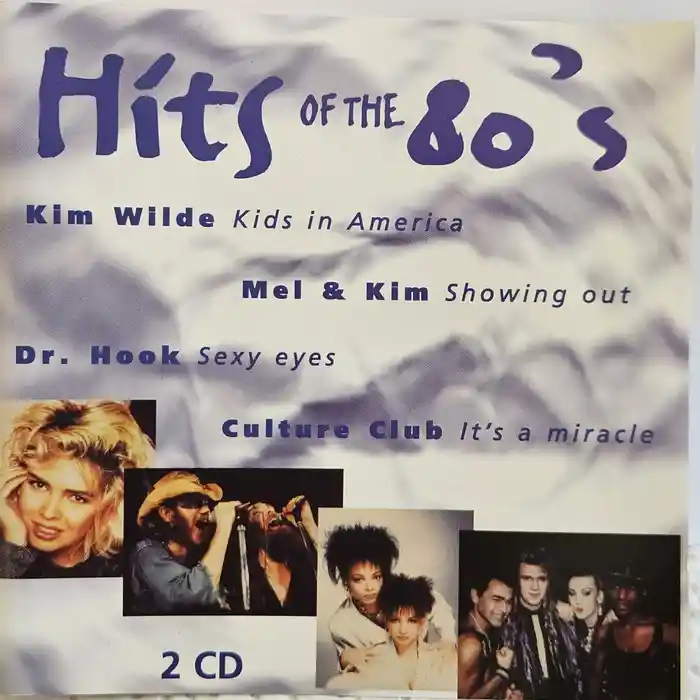 Hits OF THE 80's
Kim Wilde Kids in America
Mel & Kim Showing out
Dr. Hook Sexy eyes
Culture Club It's a miracle
2 CD